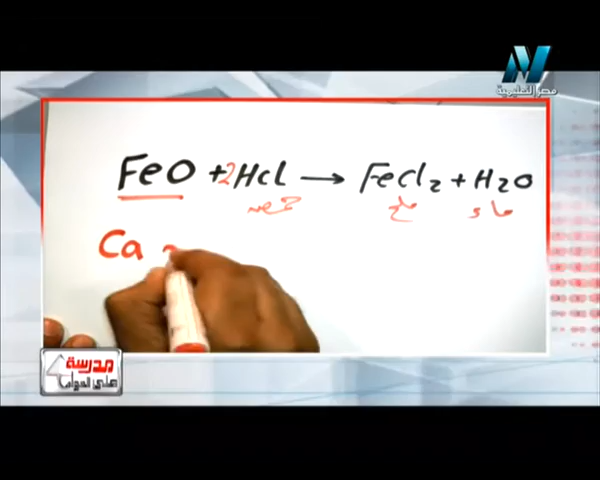 مصر التعليمية
FeO + 2HCl → FeCl₂ + H₂O
حمض ملح ماء
Ca
مدرسة
على الهواء